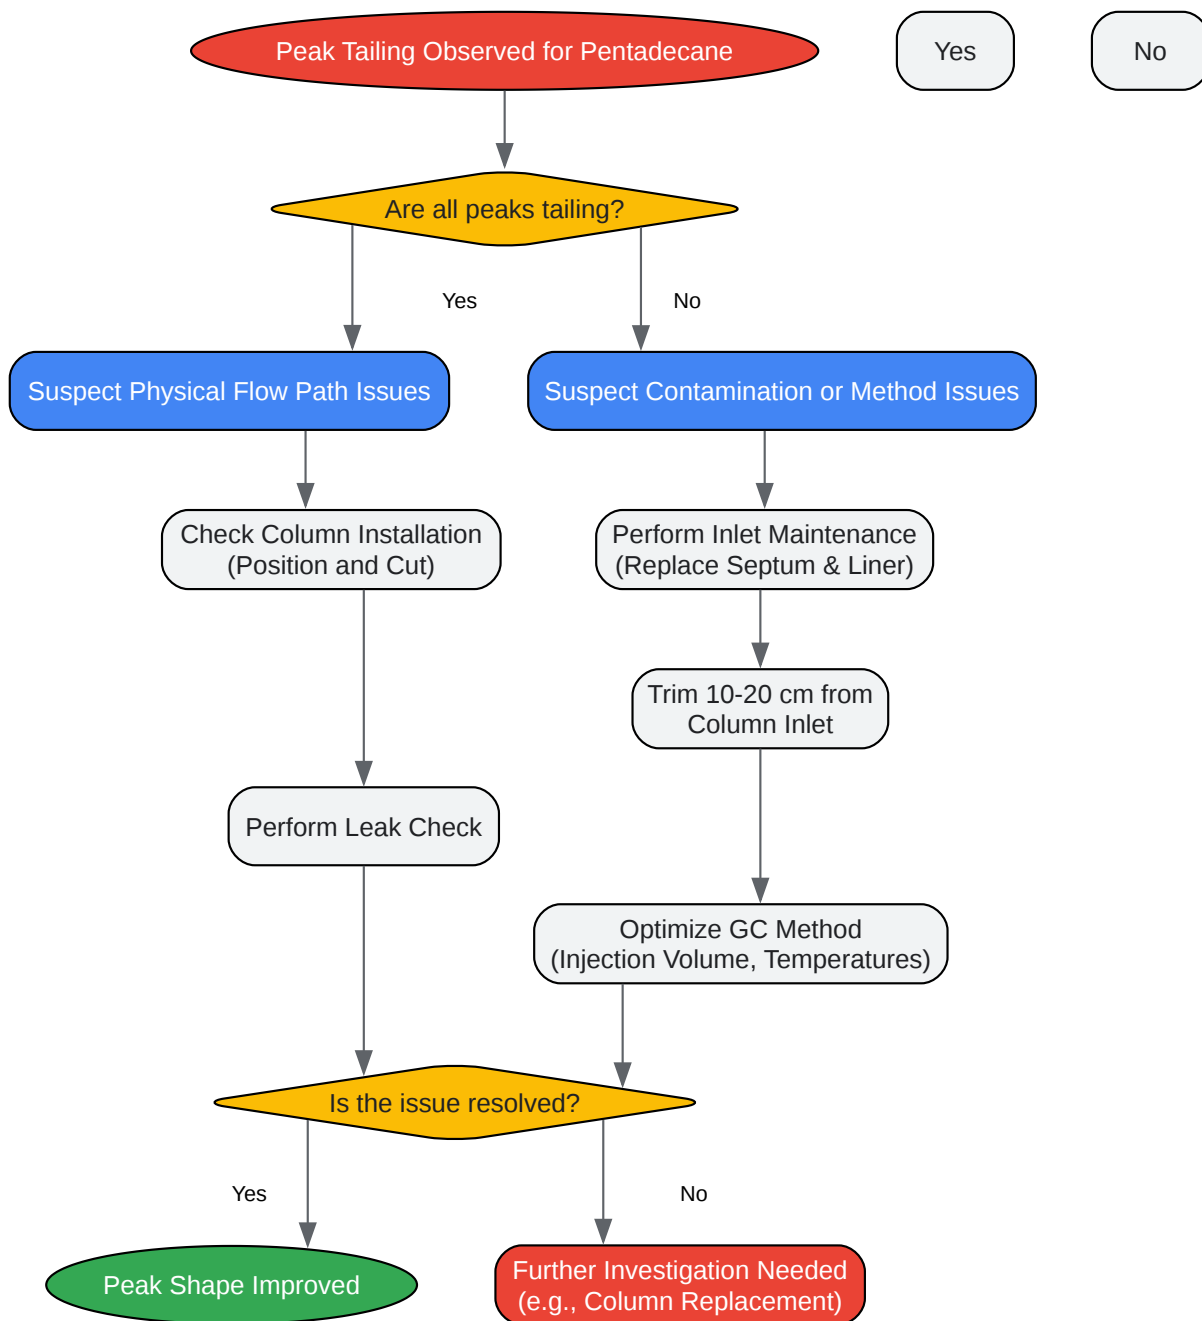 Peak Tailing Observed for Pentadecane
Yes
No
Are all peaks tailing?
Yes
No
Suspect Physical Flow Path Issues
Suspect Contamination or Method Issues
Check Column Installation
(Position and Cut)
Perform Inlet Maintenance
(Replace Septum & Liner)
Trim 10-20 cm from
Column Inlet
Perform Leak Check
Optimize GC Method
(Injection Volume, Temperatures)
Is the issue resolved?
Yes
No
Peak Shape Improved
Further Investigation Needed
(e.g., Column Replacement)